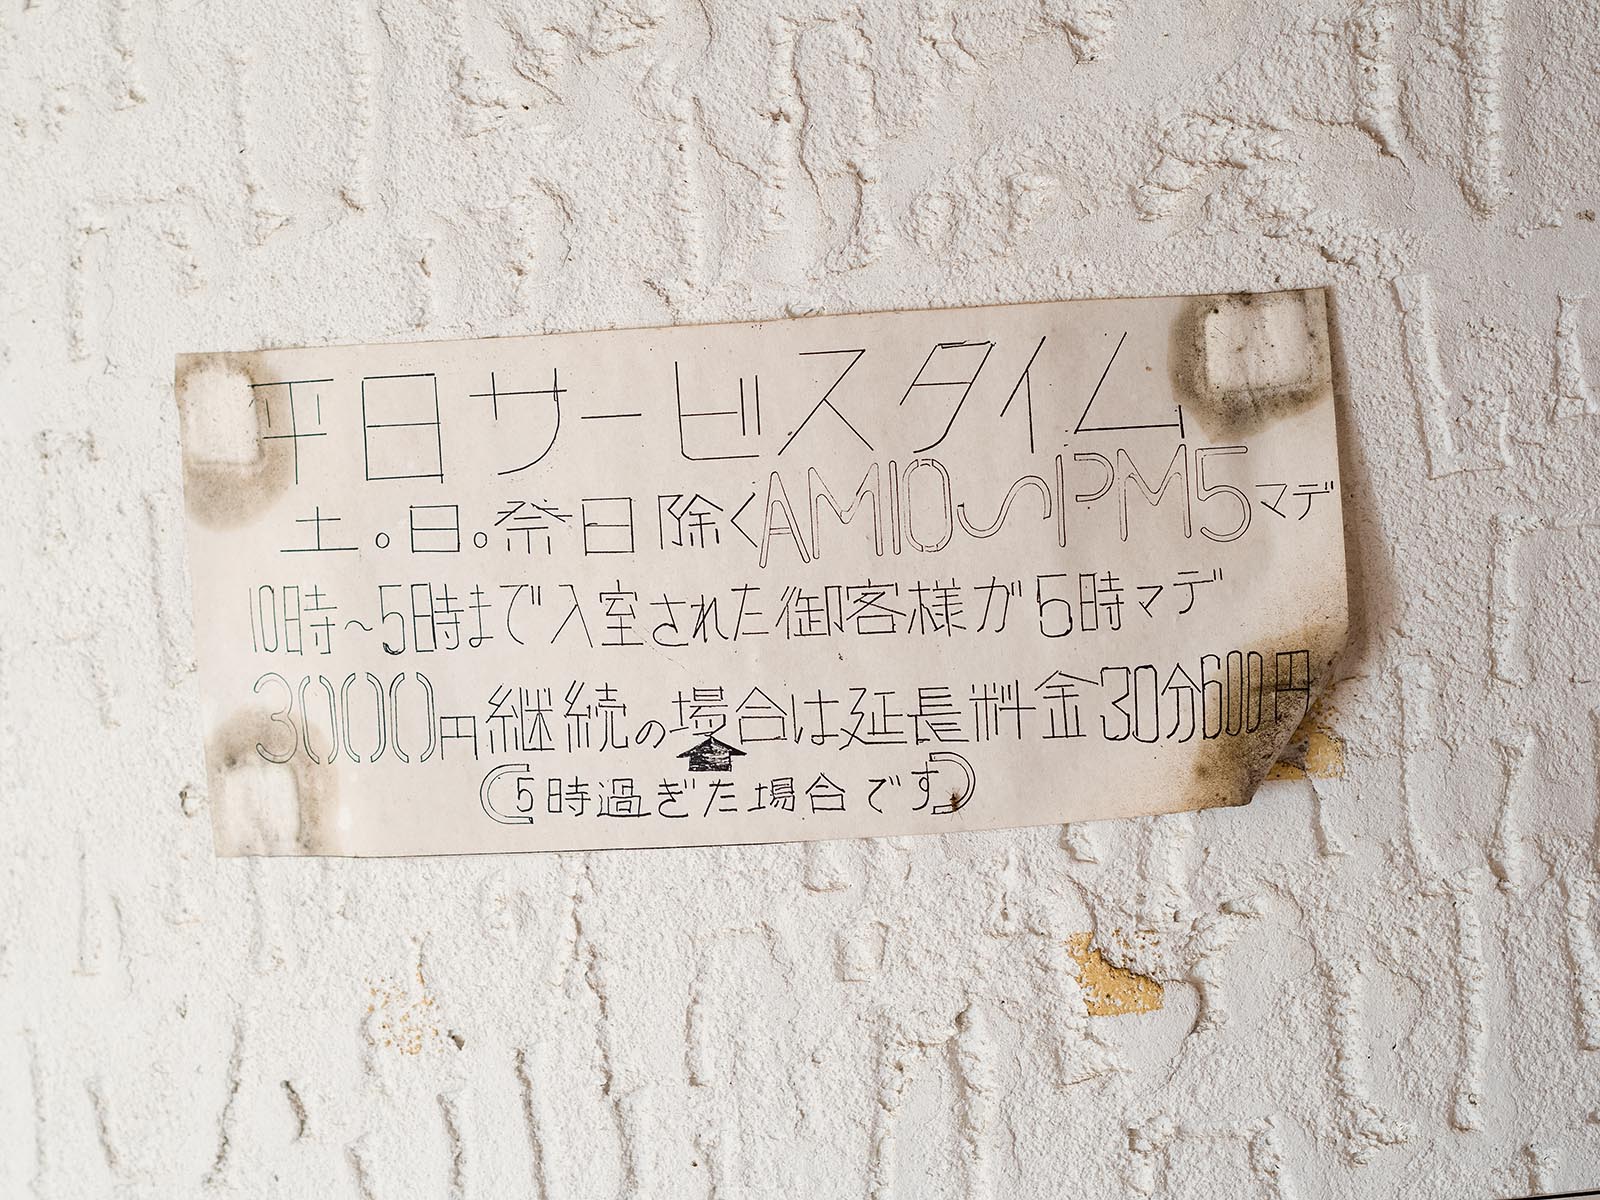 平日サービスタイム
土。日。祭日除くAM10〜PM5マデ
10時〜5時まで入室された御客様が5時マデ
3000円継続の場合は延長料金30分600円
(5時過ぎた場合です)